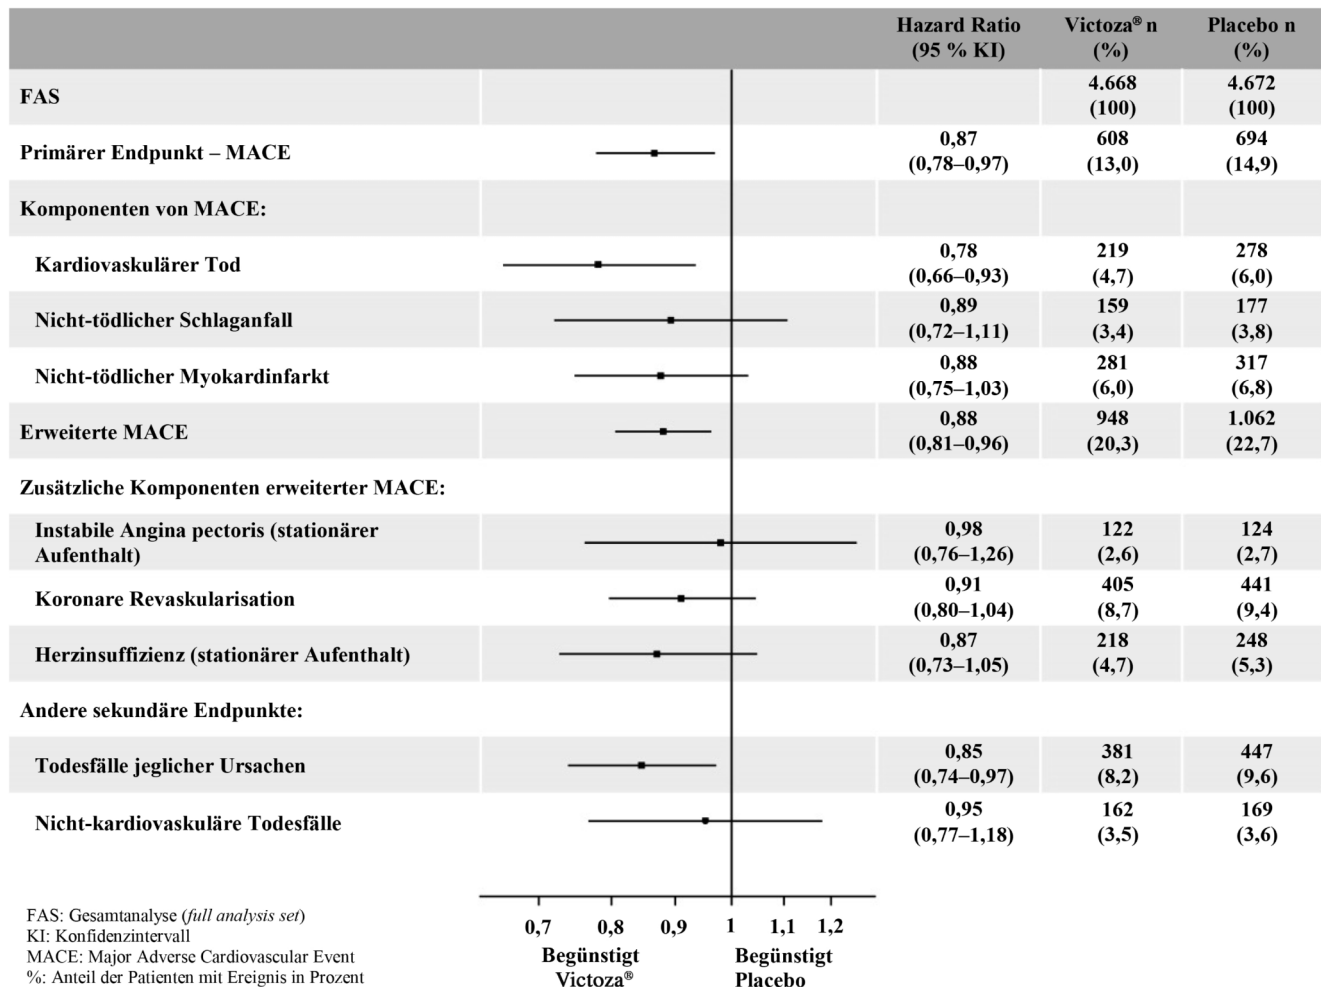 Hazard Ratio Victoza® n Placebo n
(95 % KI) (%) (%)
FAS 4.668 4.672
(100) (100)
Primärer Endpunkt – MACE 0,87 608 694
(0,78–0,97) (13,0) (14,9)
Komponenten von MACE:
Kardiovaskulärer Tod 0,78 219 278
(0,66–0,93) (4,7) (6,0)
Nicht-tödlicher Schlaganfall 0,89 159 177
(0,72–1,11) (3,4) (3,8)
Nicht-tödlicher Myokardinfarkt 0,88 281 317
(0,75–1,03) (6,0) (6,8)
Erweiterte MACE 0,88 948 1.062
(0,81–0,96) (20,3) (22,7)
Zusätzliche Komponenten erweiterter MACE:
Instabile Angina pectoris (stationärer 0,98 122 124
Aufenthalt) (0,76–1,26) (2,6) (2,7)
Koronare Revaskularisation 0,91 405 441
(0,80–1,04) (8,7) (9,4)
Herzinsuffizienz (stationärer Aufenthalt) 0,87 218 248
(0,73–1,05) (4,7) (5,3)
Andere sekundäre Endpunkte:
Todesfälle jeglicher Ursachen 0,85 381 447
(0,74–0,97) (8,2) (9,6)
Nicht-kardiovaskuläre Todesfälle 0,95 162 169
(0,77–1,18) (3,5) (3,6)
0,7 0,8 0,9 1 1,1 1,2
Begünstigt Begünstigt
Victoza® Placebo
FAS: Gesamtanalyse (full analysis set)
KI: Konfidenzintervall
MACE: Major Adverse Cardiovascular Event
%: Anteil der Patienten mit Ereignis in Prozent